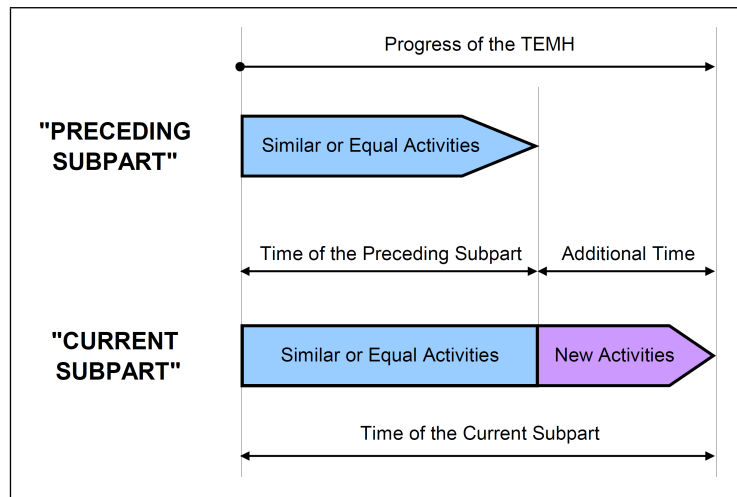 Progress of the TEMH
"PRECEDING
SUBPART"
Similar or Equal Activities
Time of the Preceding Subpart
Additional Time
"CURRENT
SUBPART"
Similar or Equal Activities
New Activities
Time of the Current Subpart